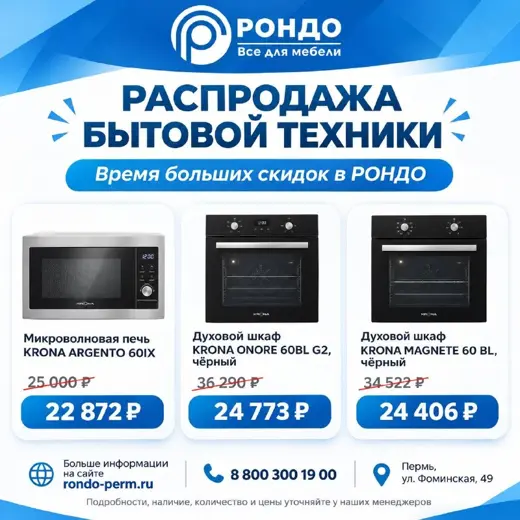 РОНДО
Все для мебели
РАСПРОДАЖА
БЫТОВОЙ ТЕХНИКИ
Время больших скидок в РОНДО
Микроволновая печь
KRONA ARGENTO 60IX
25 000 ₽
22 872 ₽
Духовой шкаф
KRONA ONORE 60BL G2,
чёрный
36 290 ₽
24 773 ₽
Духовой шкаф
KRONA MAGNETE 60 BL,
чёрный
34 522 ₽
24 406 ₽
Больше информации
на сайте
rondo-perm.ru
8 800 300 19 00
Пермь,
ул. Фоминская, 49
Подробности, наличие, количество и цены уточняйте у наших менеджеров